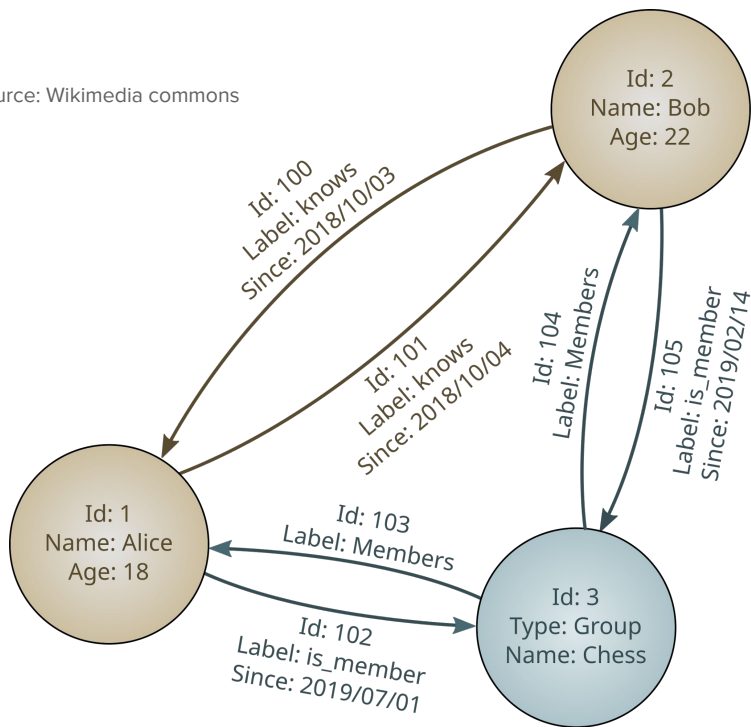 Id: 2
Name: Bob
Age: 22
urce: Wikimedia commons
Id: 100
Label: knows
Since: 2018/10/03
Id: 101
Label: knows
Since: 2018/10/04
Id: 104
Label: Members
Id: 105
Label: is_member
Since: 2019/02/14
Id: 1
Name: Alice
Age: 18
Id: 103
Label: Members
Id: 102
Label: is_member
Since: 2019/07/01
Id: 3
Type: Group
Name: Chess